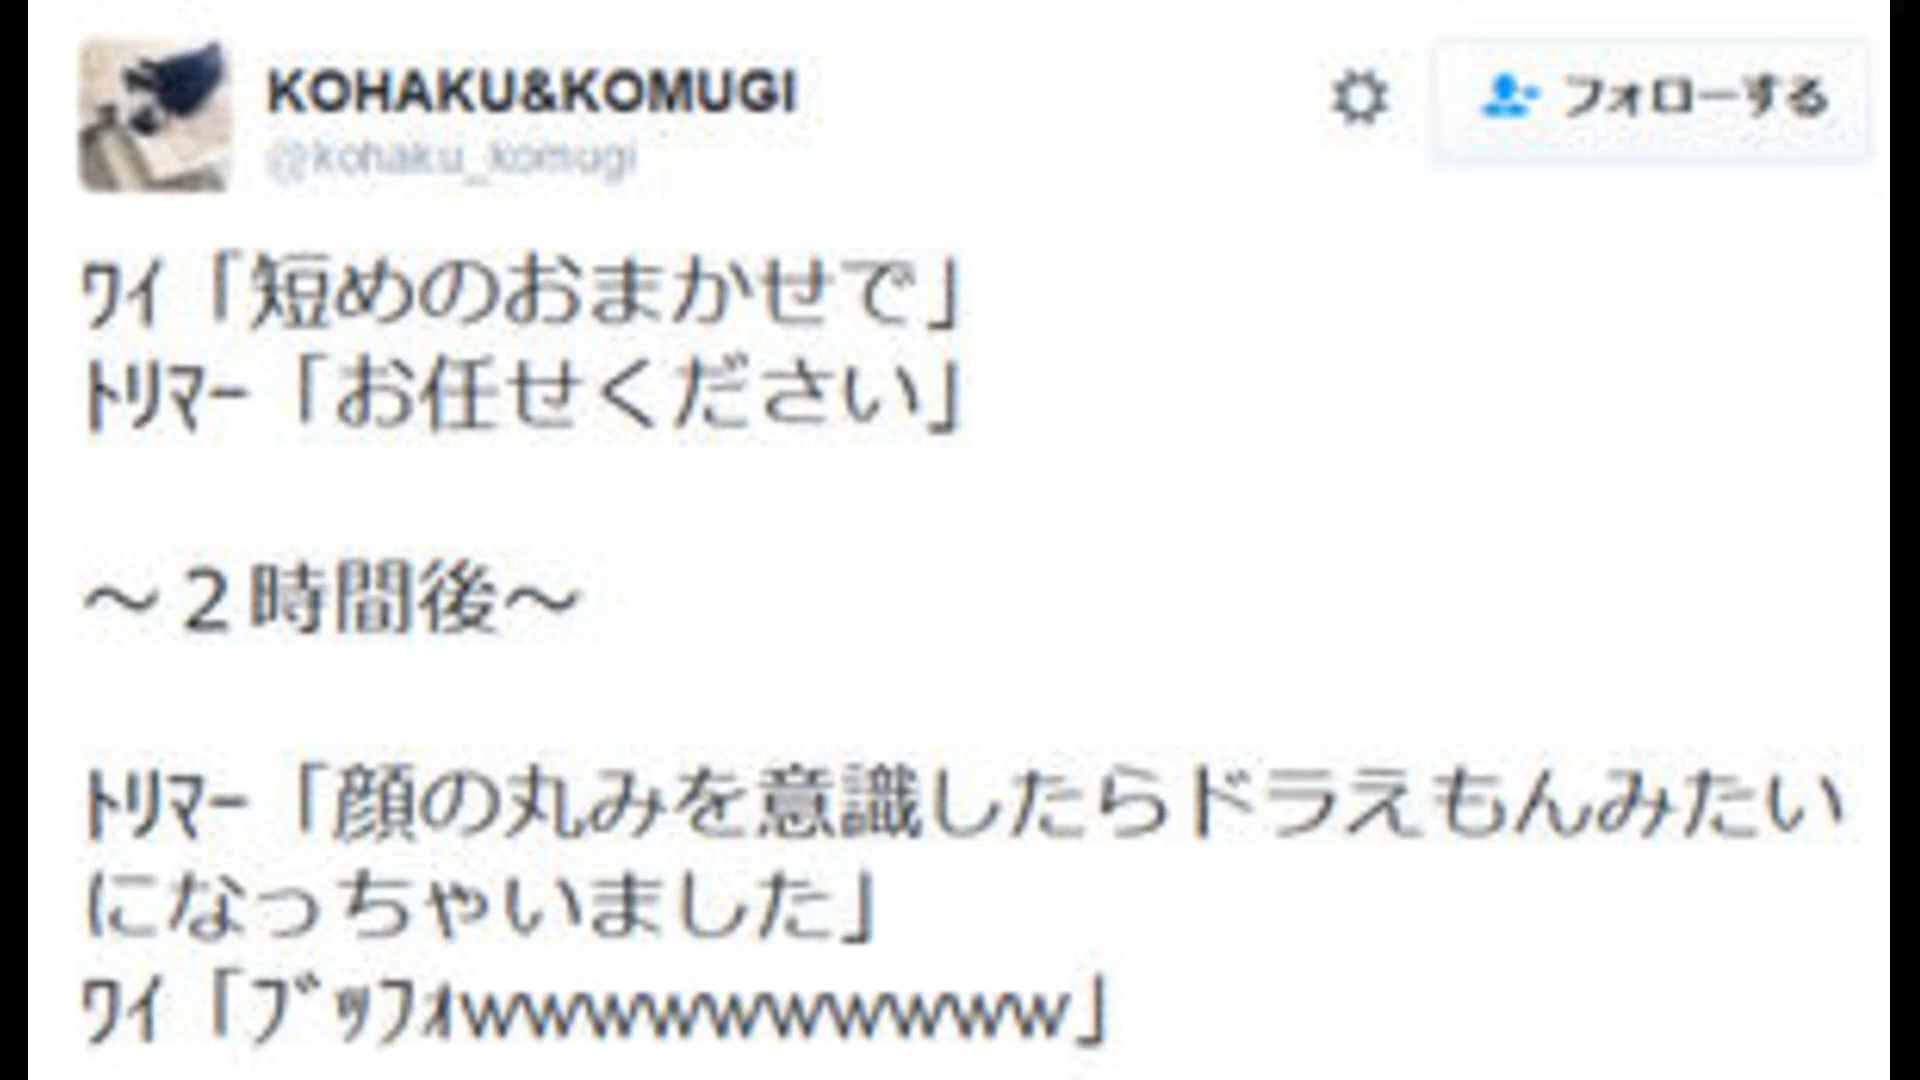 KOHAKU&KOMUGI
@kohaku_komugi
フォローする
ﾜｲ「短めのおまかせで」
ﾄﾘﾏｰ「お任せください」
～２時間後～
ﾄﾘﾏｰ「顔の丸みを意識したらドラえもんみたい
になっちゃいました」
ﾜｲ「ﾌﾞｯﾌｫwwwwwwwwwww」